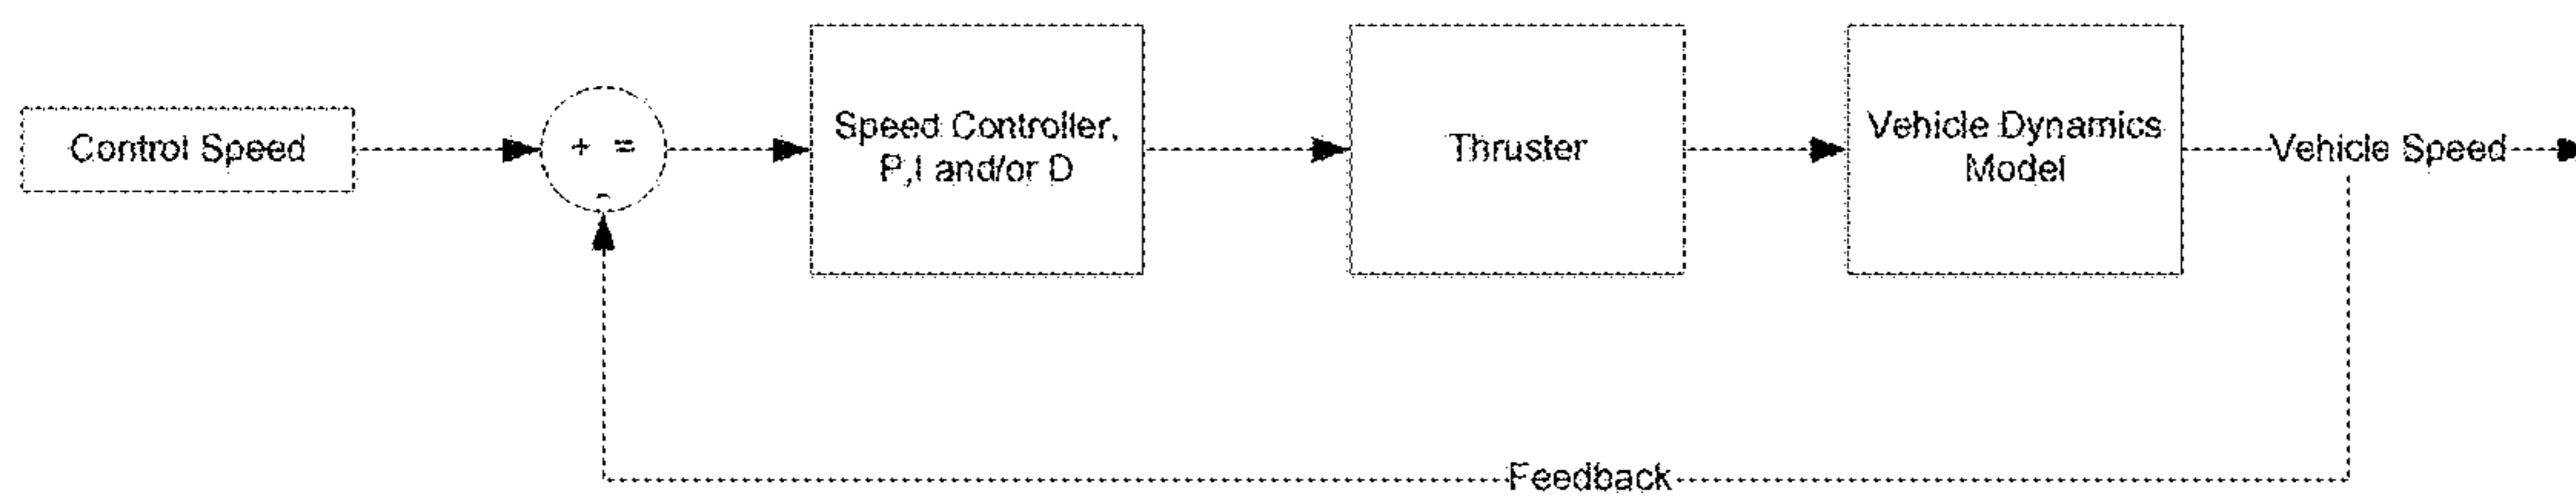 Control Speed
+ =
-
Speed Controller,
P,I and/or D
Thruster
Vehicle Dynamics
Model
Vehicle Speed
Feedback